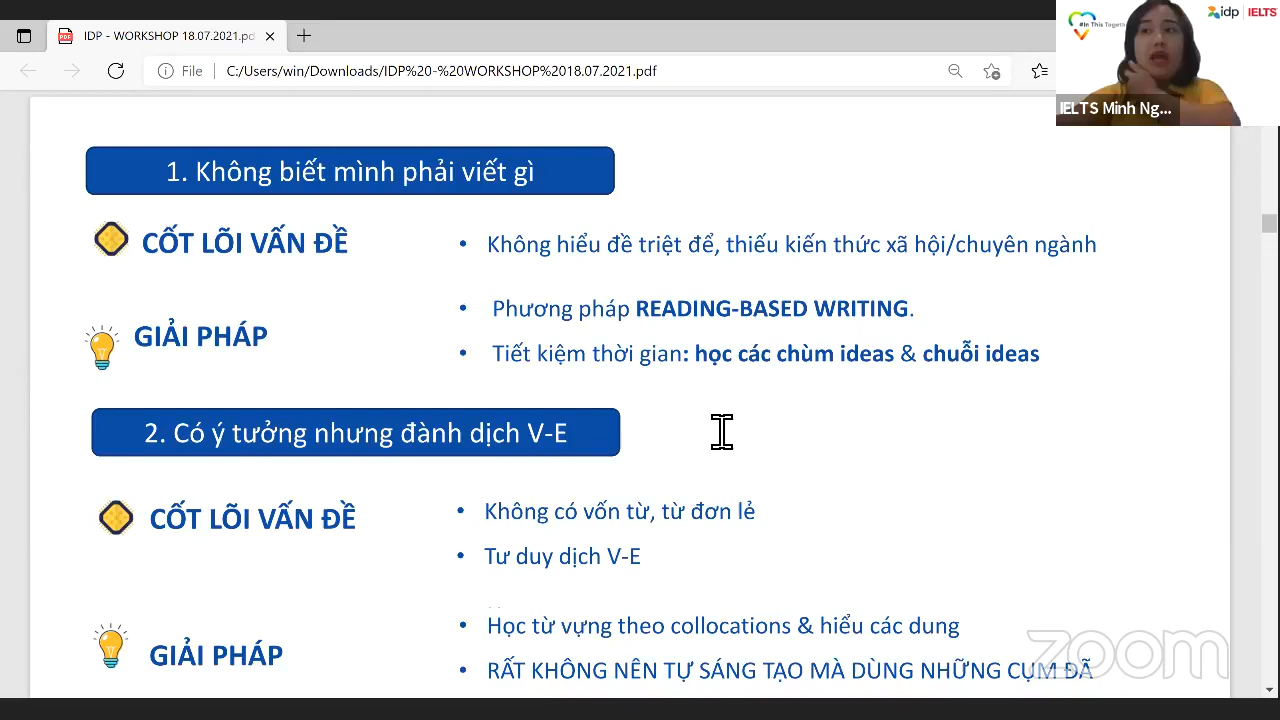 IDP - WORKSHOP 18.07.2021.pd
File
C:/Users/win/Downloads/IDP%20-%20WORKSHOP%2018.07.2021.pdf
#In This Togeth
idp IELTS
IELTS Minh Ng...
1. Không biết mình phải viết gì
CỐT LÕI VẤN ĐỀ
• Không hiểu đề triệt để, thiếu kiến thức xã hội/chuyên ngành
GIẢI PHÁP
• Phương pháp READING-BASED WRITING.
• Tiết kiệm thời gian: học các chùm ideas & chuỗi ideas
2. Có ý tưởng nhưng đành dịch V-E
CỐT LÕI VẤN ĐỀ
• Không có vốn từ, từ đơn lẻ
• Tư duy dịch V-E
GIẢI PHÁP
• Học từ vựng theo collocations & hiểu các dung
• RẤT KHÔNG NÊN TỰ SÁNG TẠO MÀ DÙNG NHỮNG CỤM ĐÃ
zoom